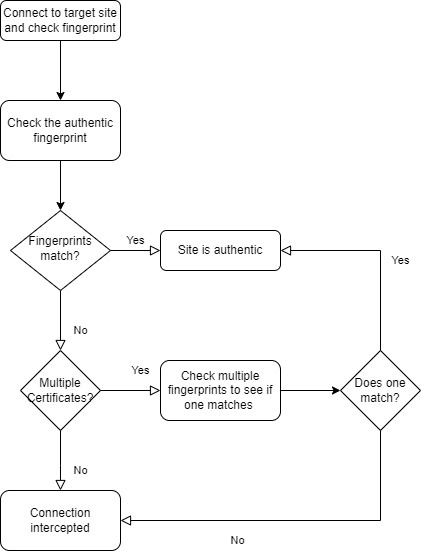 Connect to target site
and check fingerprint
Check the authentic
fingerprint
Fingerprints
match?
Yes
Site is authentic
Yes
No
Multiple
Certificates?
Yes
Check multiple
fingerprints to see if
one matches
Does one
match?
No
Connection
intercepted
No